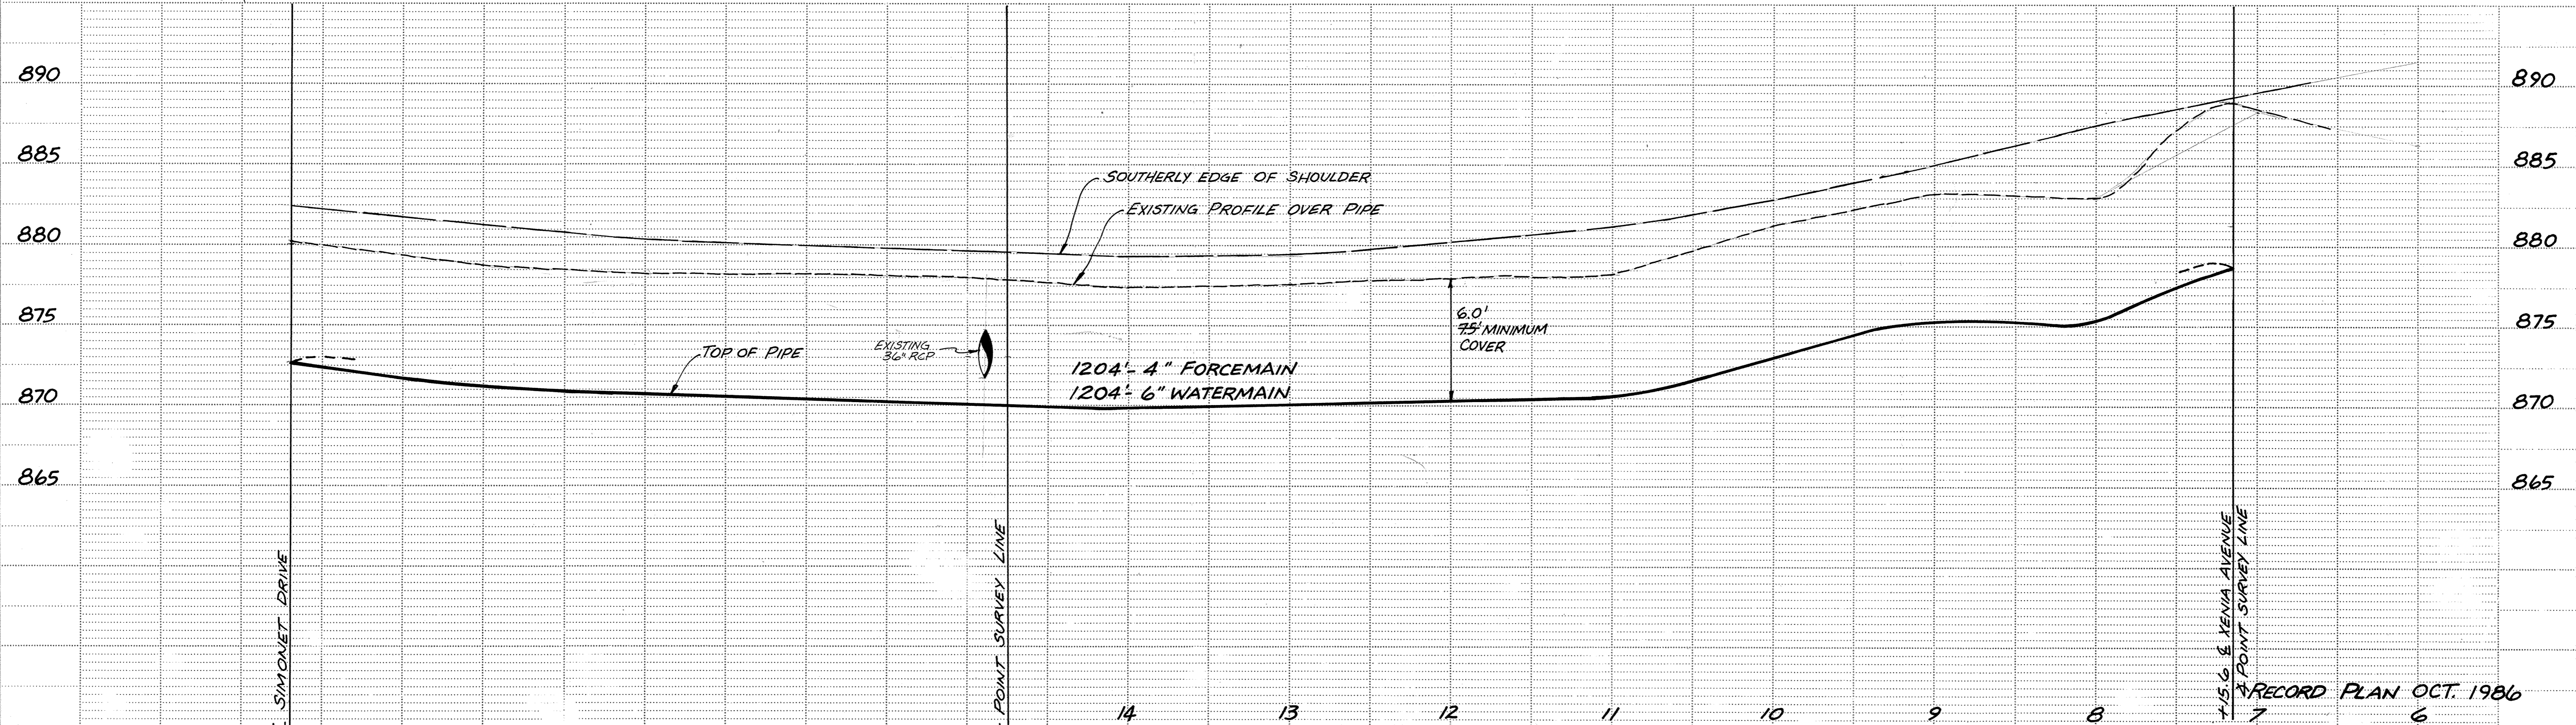 890
890
885
885
SOUTHERLY EDGE OF SHOULDER
EXISTING PROFILE OVER PIPE
880
880
875
875
6.0'
7.5' MINIMUM
COVER
EXISTING
36" RCP
TOP OF PIPE
1204'- 4" FORCEMAIN
1204'- 6" WATERMAIN
870
870
865
865
SIMONET DRIVE
POINT SURVEY LINE
+15.6 ℄ XENIA AVENUE
POINT SURVEY LINE
RECORD PLAN OCT. 1986
14 13 12 11 10 9 8 7 6